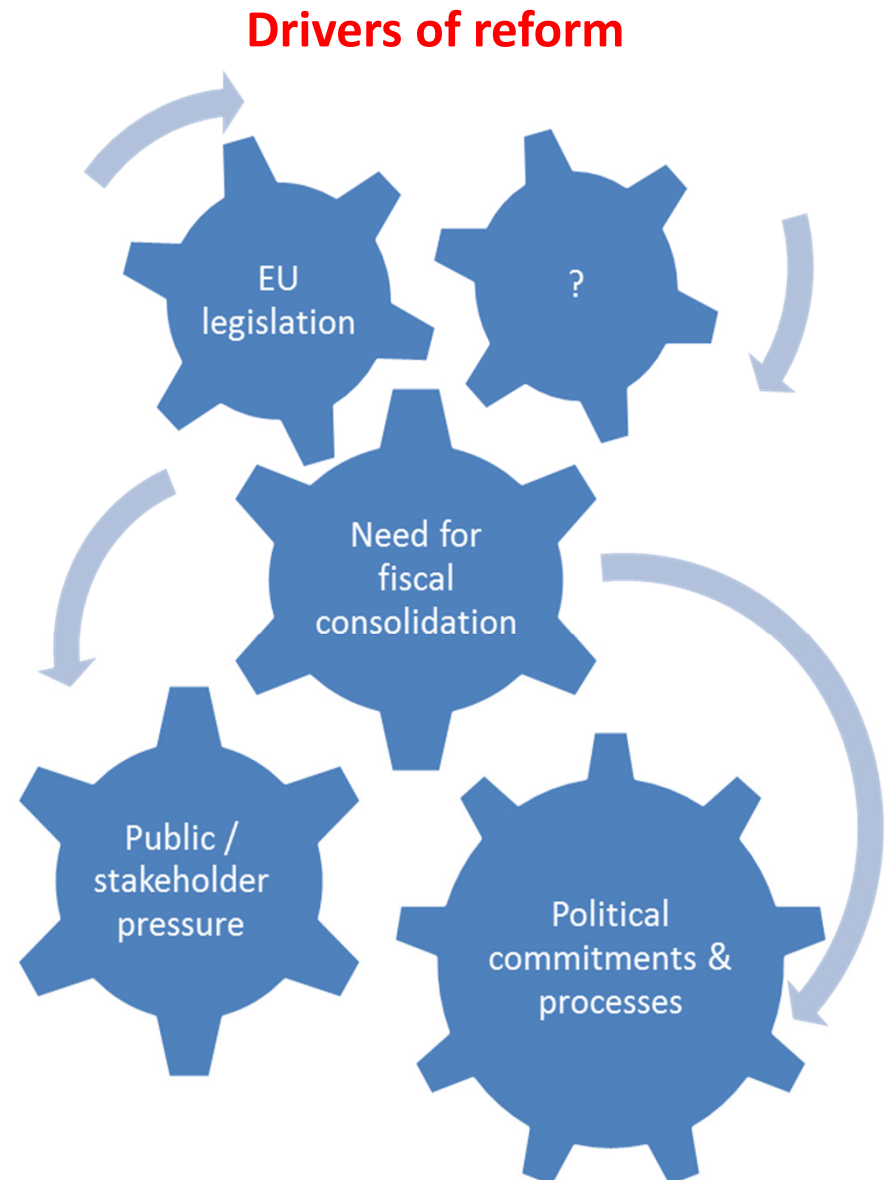 Drivers of reform
EU
legislation
?
Need for
fiscal
consolidation
Public /
stakeholder
pressure
Political
commitments &
processes